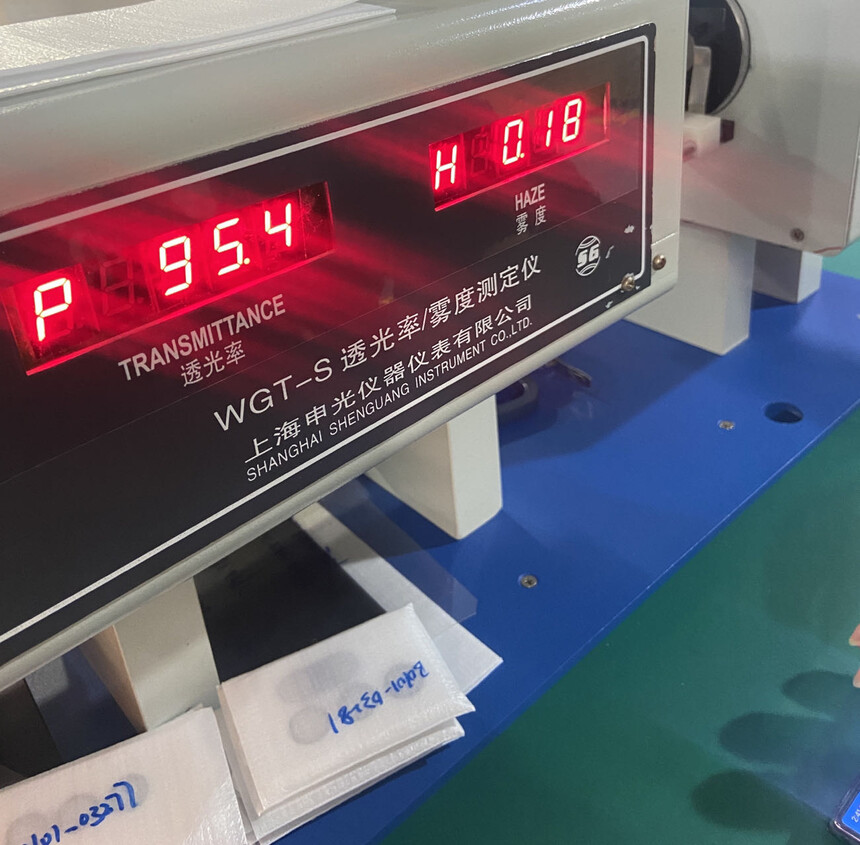 H 0.18
HAZE
雾度
P 95.4
TRANSMITTANCE
透光率
SG
WGT-S 透光率/雾度测定仪
上海申光仪器仪表有限公司
SHANGHAI SHENGUANG INSTRUMENT CO.,LTD.